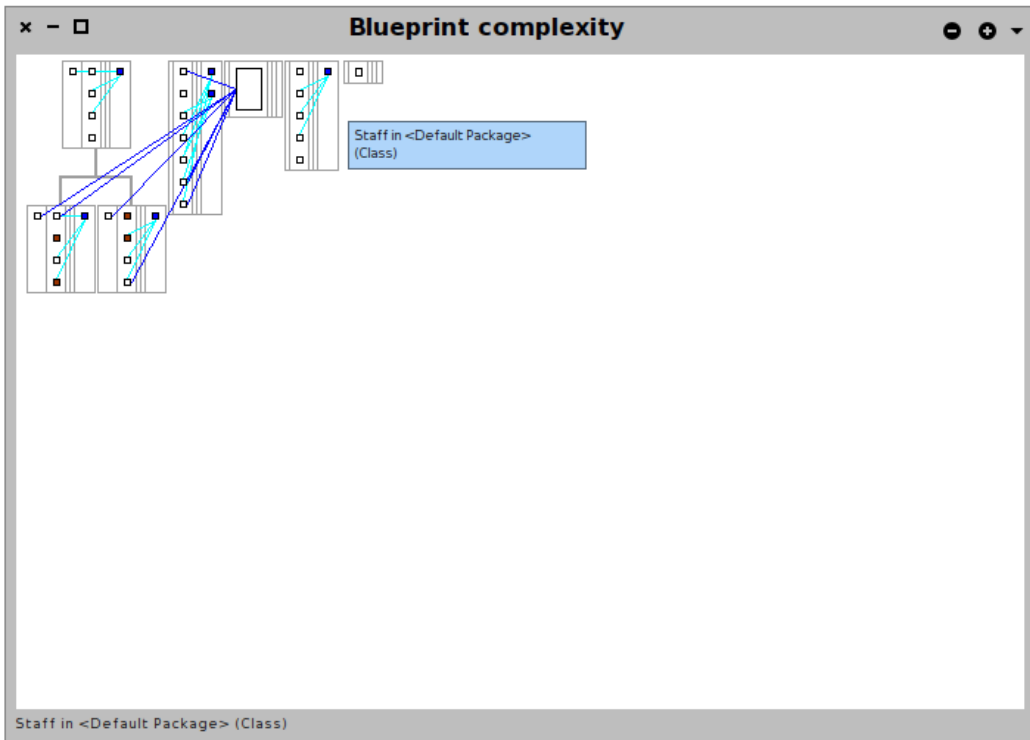 Blueprint complexity
Staff in <Default Package>
(Class)
Staff in <Default Package> (Class)